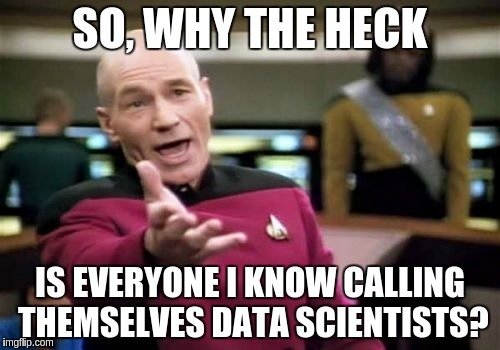 SO, WHY THE HECK
IS EVERYONE I KNOW CALLING
THEMSELVES DATA SCIENTISTS?
imgflip.com